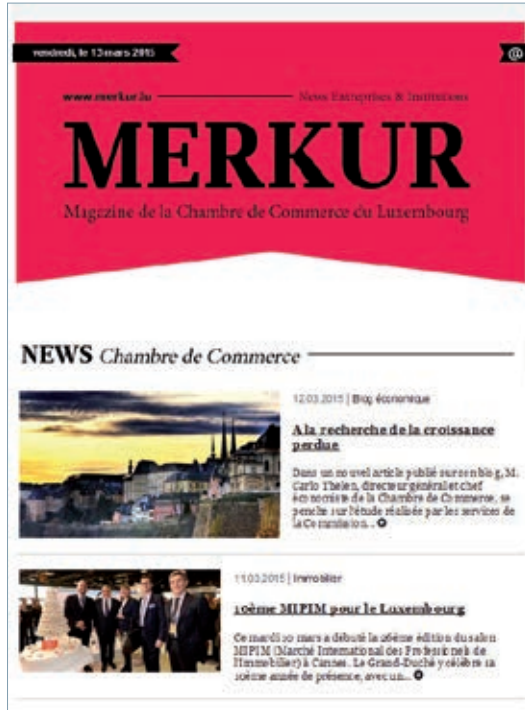 vendredi, le 13 mars 2015
@
www.merkur.lu
News Entreprises & Institutions
MERKUR
Magazine de la Chambre de Commerce du Luxembourg
NEWS Chambre de Commerce
12.03.2015 | Blog économique
A la recherche de la croissance
perdue
Dans un nouvel article publié sur son blog, M.
Carlo Thelen, directeur général et chef
économiste de la Chambre de Commerce, se
penche sur l'étude réalisée par les services de
la Commission...
11.03.2015 | Immobilier
10ème MIPIM pour le Luxembourg
Ce mardi 10 mars a débuté la 26ème édition du salon
MIPIM (Marché International des Professionnels de
l'Immobilier) à Cannes. Le Grand-Duché y célèbre sa
10ème année de présence, avec un...